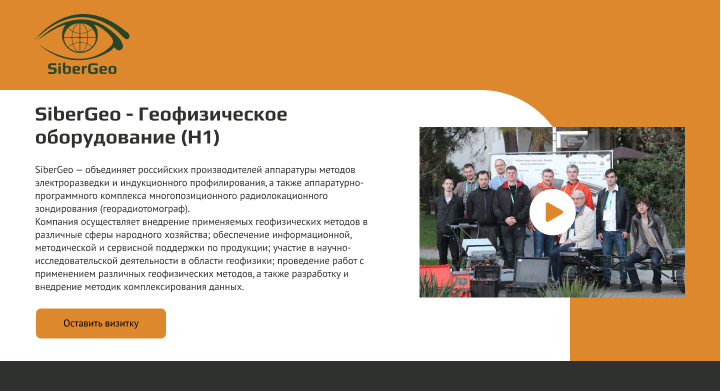 SiberGeo
SiberGeo - Геофизическое
оборудование (H1)
SiberGeo — объединяет российских производителей аппаратуры методов
электроразведки и индукционного профилирования, а также аппаратурно-
программного комплекса многопозиционного радиолокационного
зондирования (георадиотомограф).
Компания осуществляет внедрение применяемых геофизических методов в
различные сферы народного хозяйства; обеспечение информационной,
методической и сервисной поддержки по продукции; участие в научно-
исследовательской деятельности в области геофизики; проведение работ с
применением различных геофизических методов, а также разработку и
внедрение методик комплексирования данных.
Оставить визитку